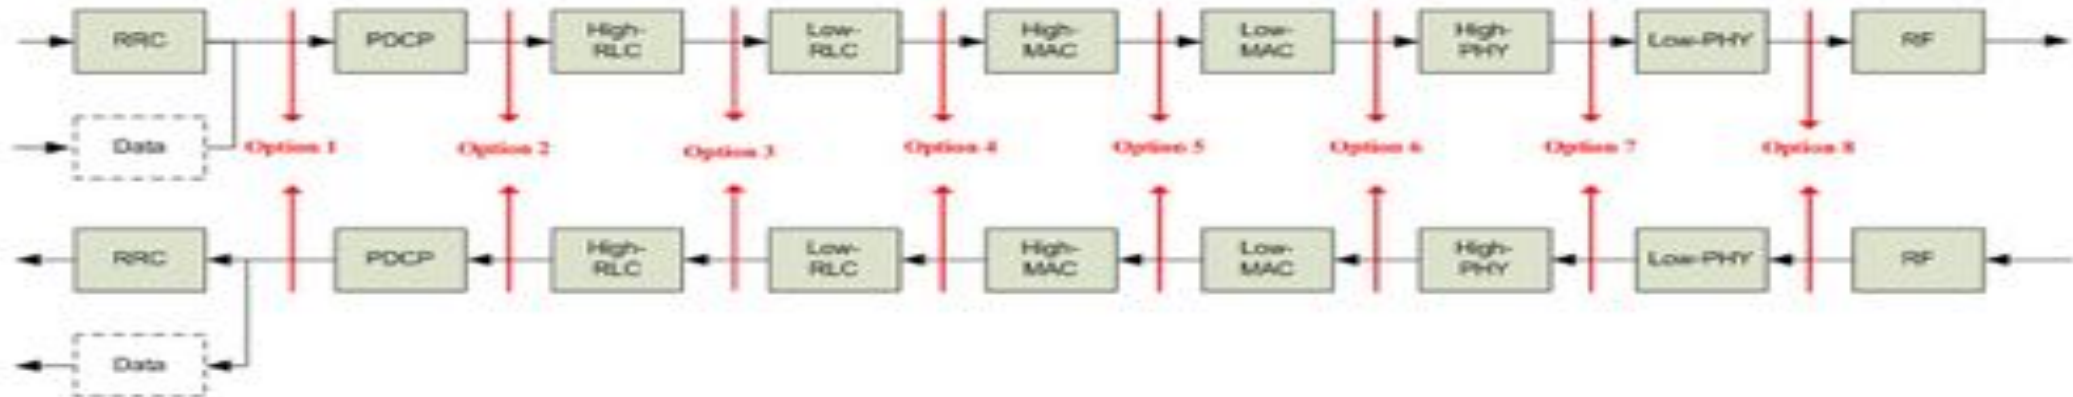 RRC
PDCP
High-
RLC
Low-
RLC
High-
MAC
Low-
MAC
High-
PHY
Low-PHY
RF
Data
Option 1
Option 2
Option 3
Option 4
Option 5
Option 6
Option 7
Option 8
RRC
PDCP
High-
RLC
Low-
RLC
High-
MAC
Low-
MAC
High-
PHY
Low-PHY
RF
Data